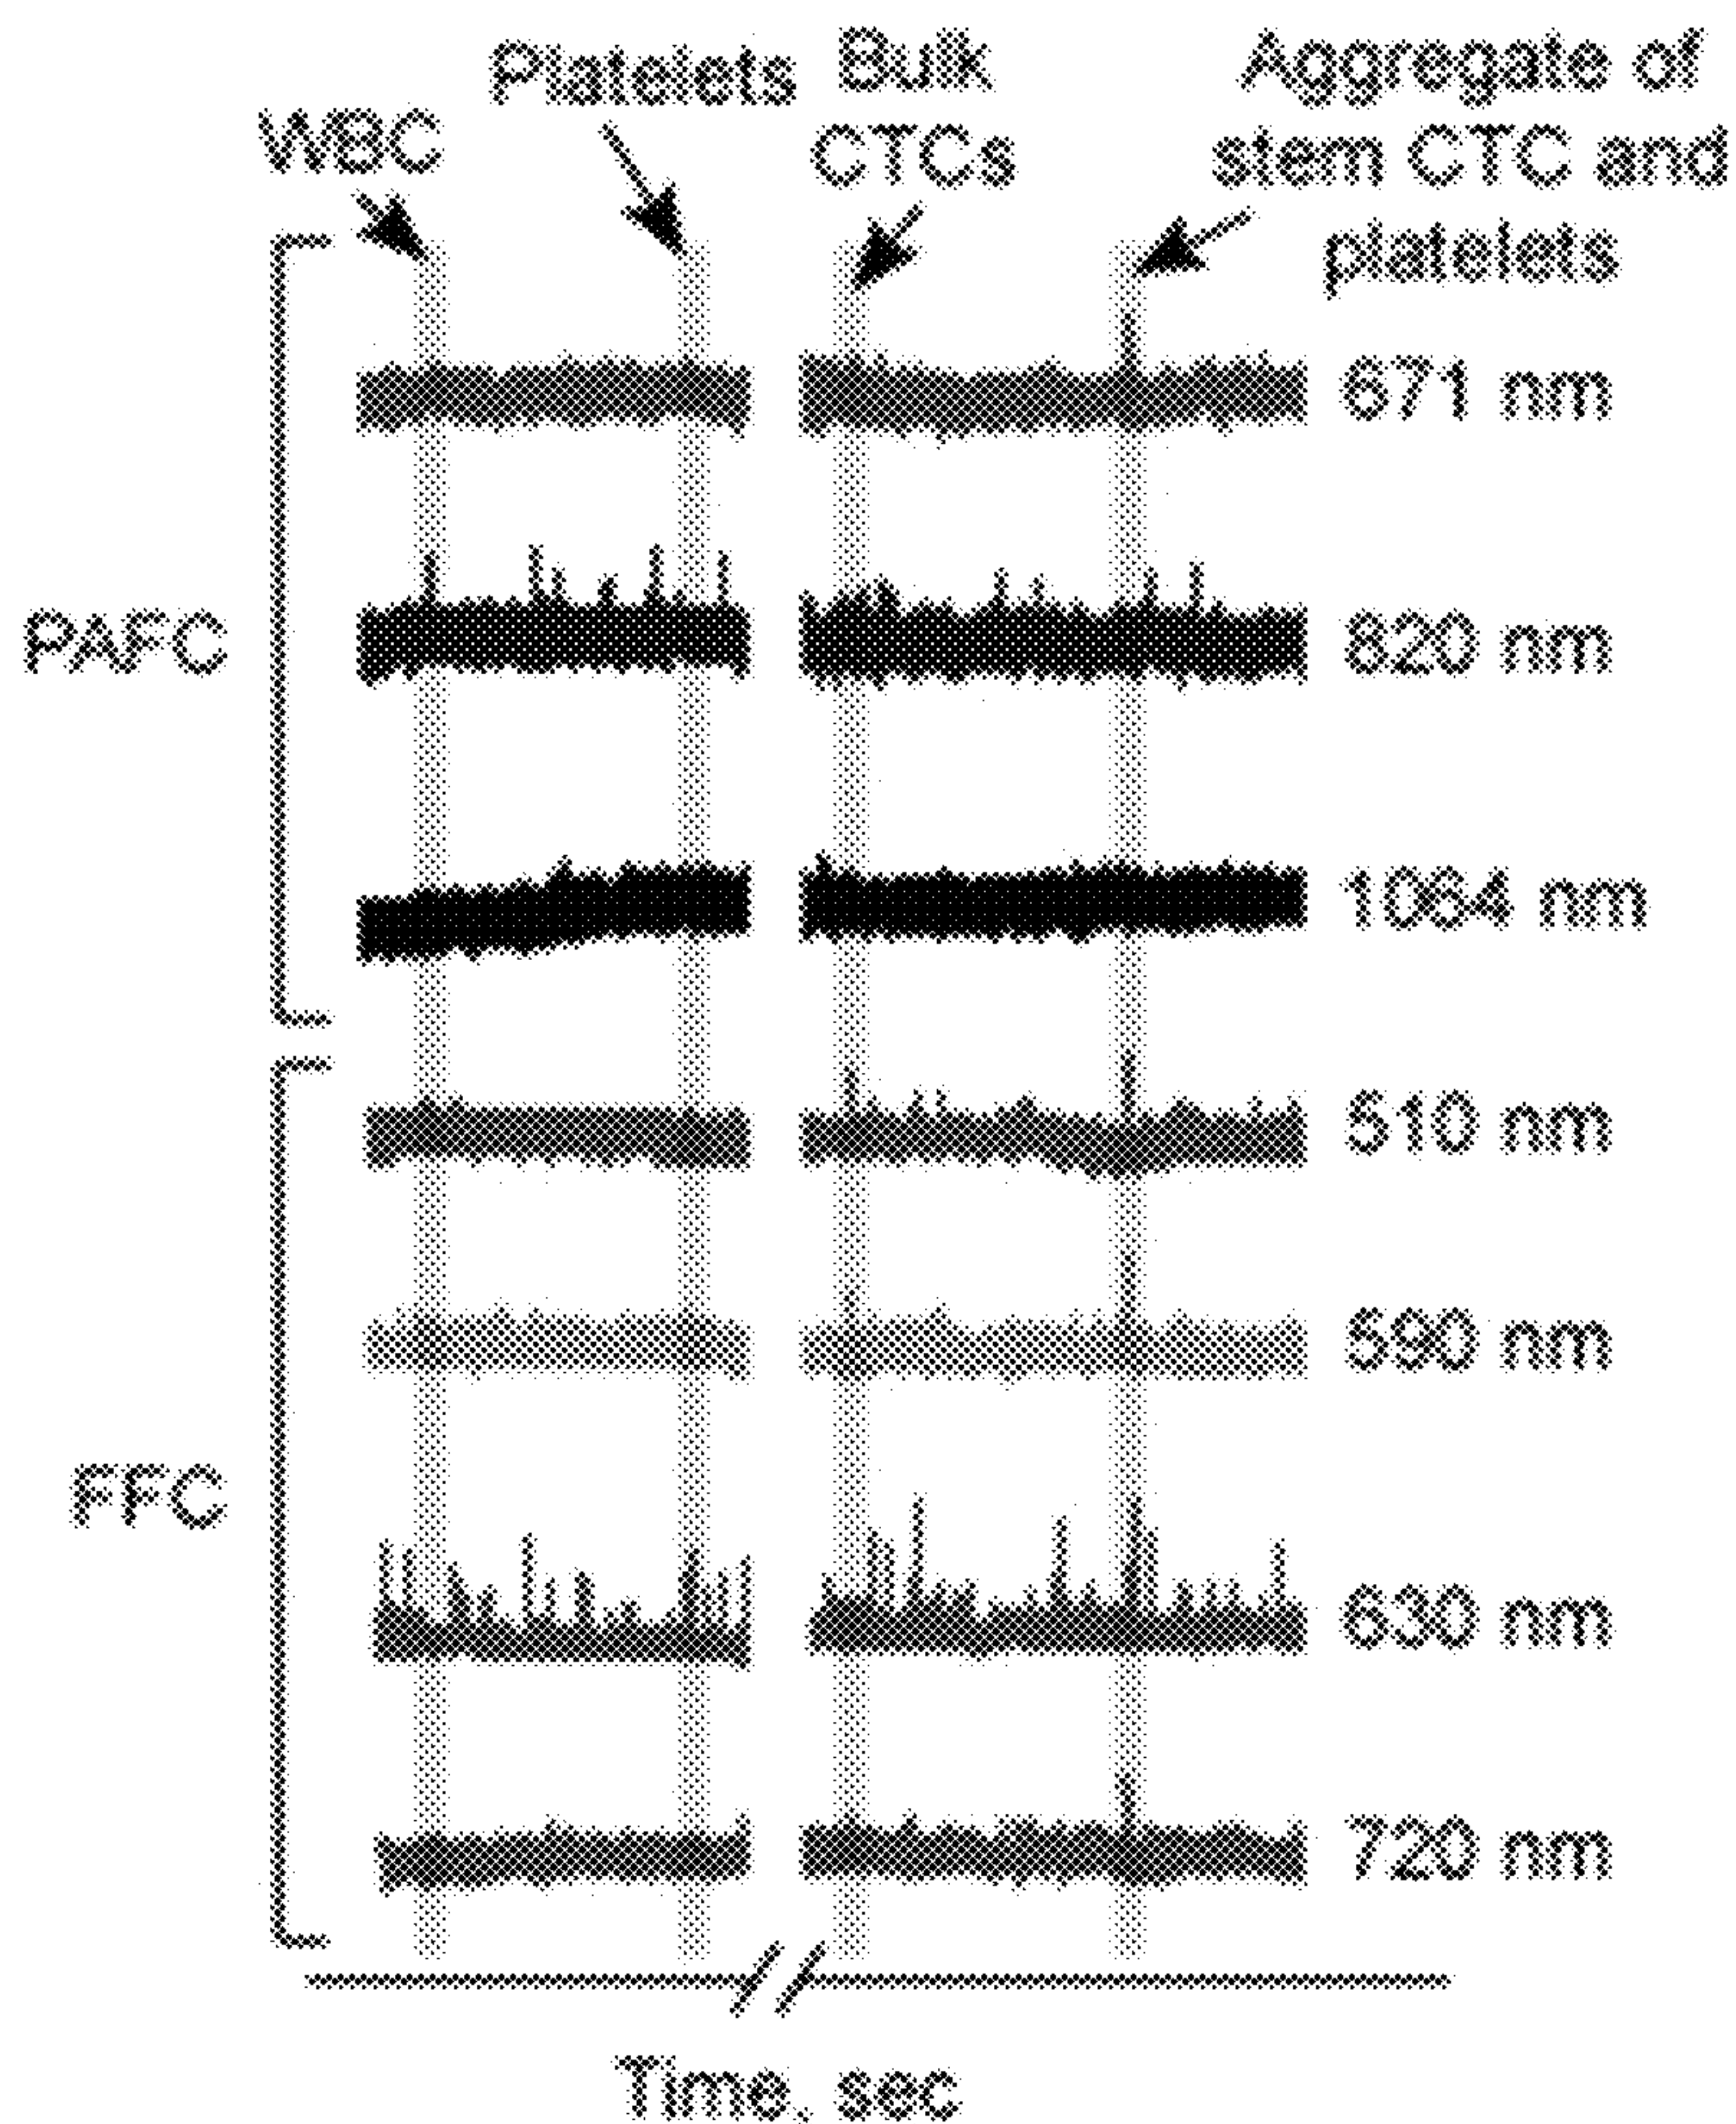 WBC
Platelets
Bulk
CTCs
Aggregate of
stem CTC and
platelets
PAFC
671 nm
820 nm
1064 nm
FFC
510 nm
590 nm
630 nm
720 nm
Time, sec